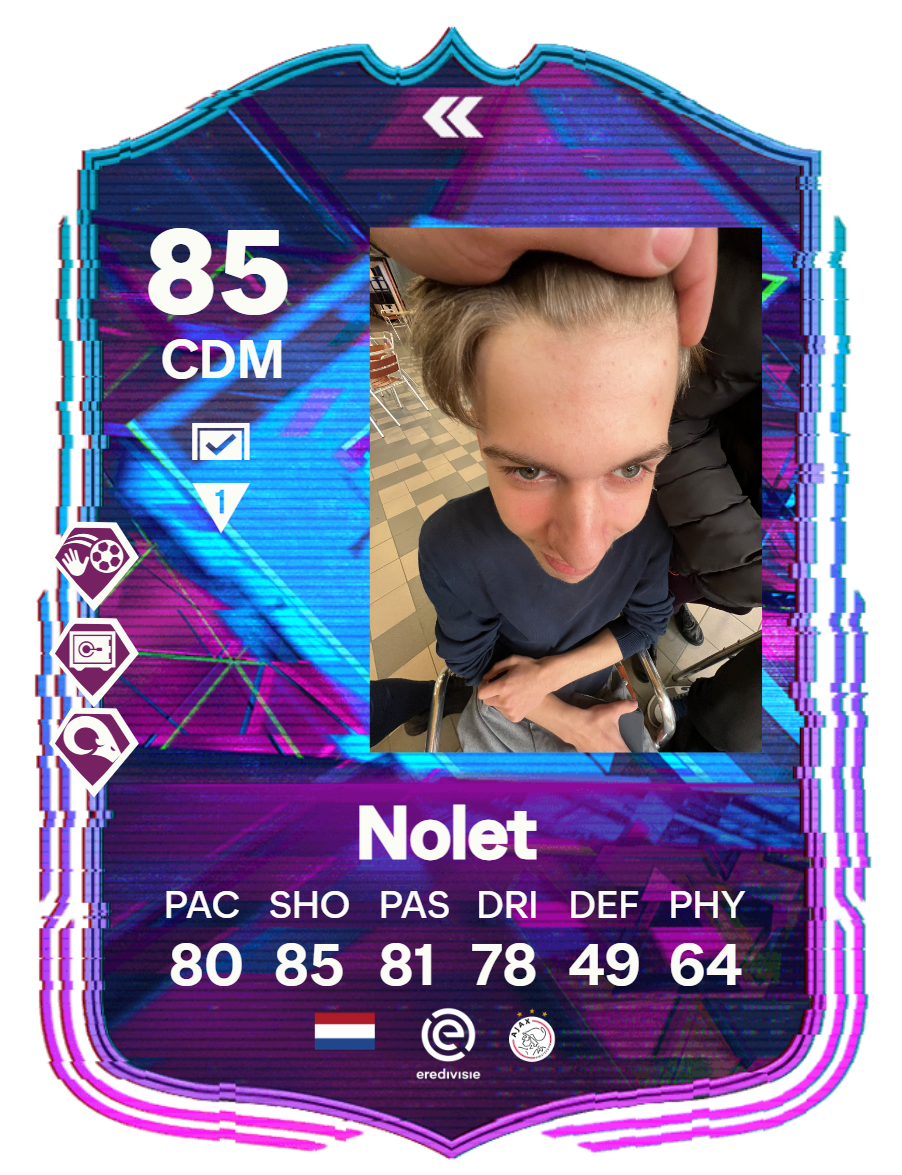 85
CDM
1
Nolet
PAC SHO PAS DRI DEF PHY
80 85 81 78 49 64
eredivisie
AJAX